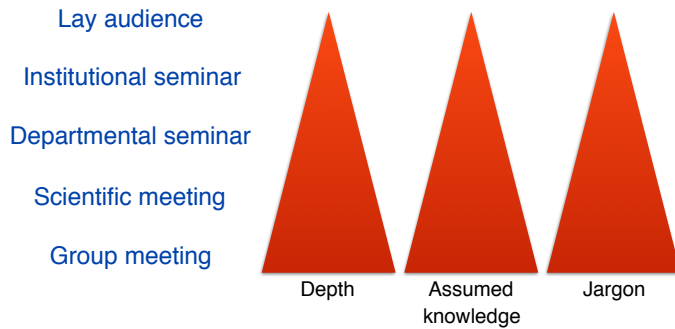 Lay audience
Institutional seminar
Departmental seminar
Scientific meeting
Group meeting
Depth
Assumed
knowledge
Jargon